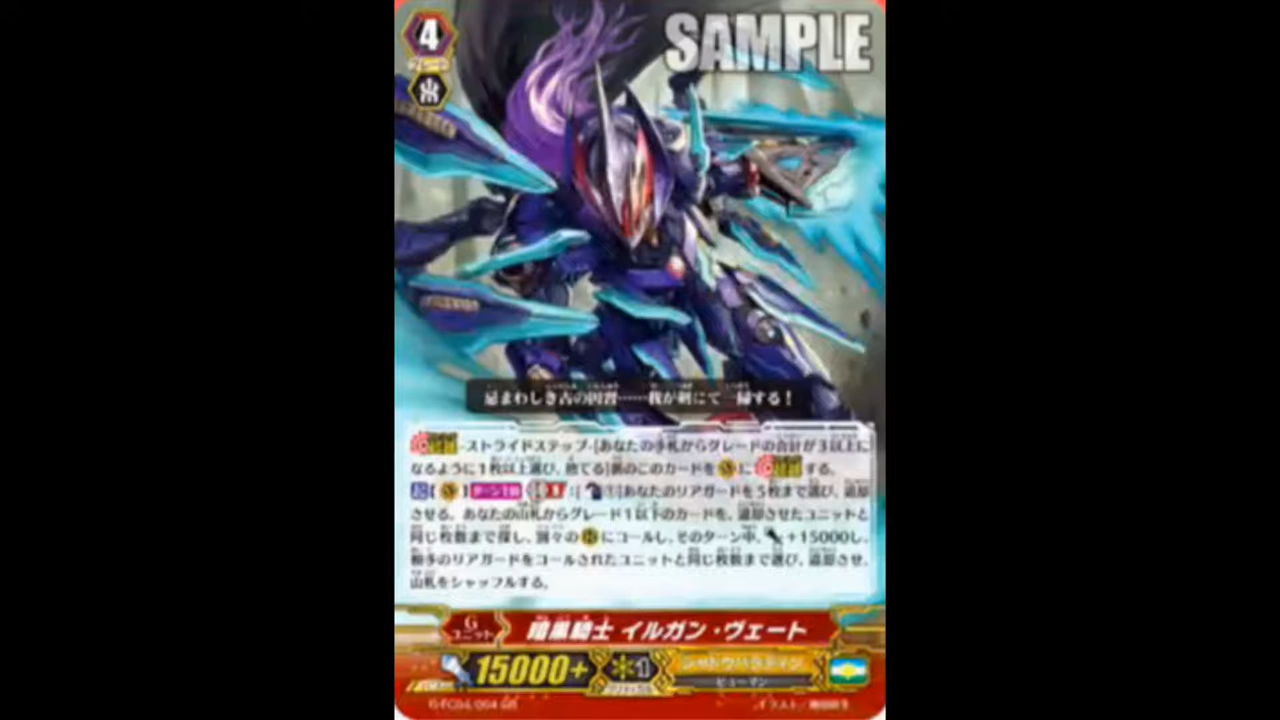 4
SAMPLE
忌まわしき古の因習……我が剣にて一掃する！
-ストライドステップ-[あなたの手札からグレードの合計が3以上に
なるように1枚以上選び、捨てる]裏のこのカードを に する。
起【 】ターン1回 :[ ①]あなたのリアガードを5枚まで選び、退却
させる。あなたの山札からグレード1以下のカードを、退却させたユニットと
同じ枚数まで探し、別々の にコールし、そのターン中、 +15000し、
相手のリアガードをコールされたユニットと同じ枚数まで選び、退却させ、
山札をシャッフルする。
G
ユニット
暗黒騎士 イルガン・ヴェート
15000+
1
シャドウパラディン
ヒューマン